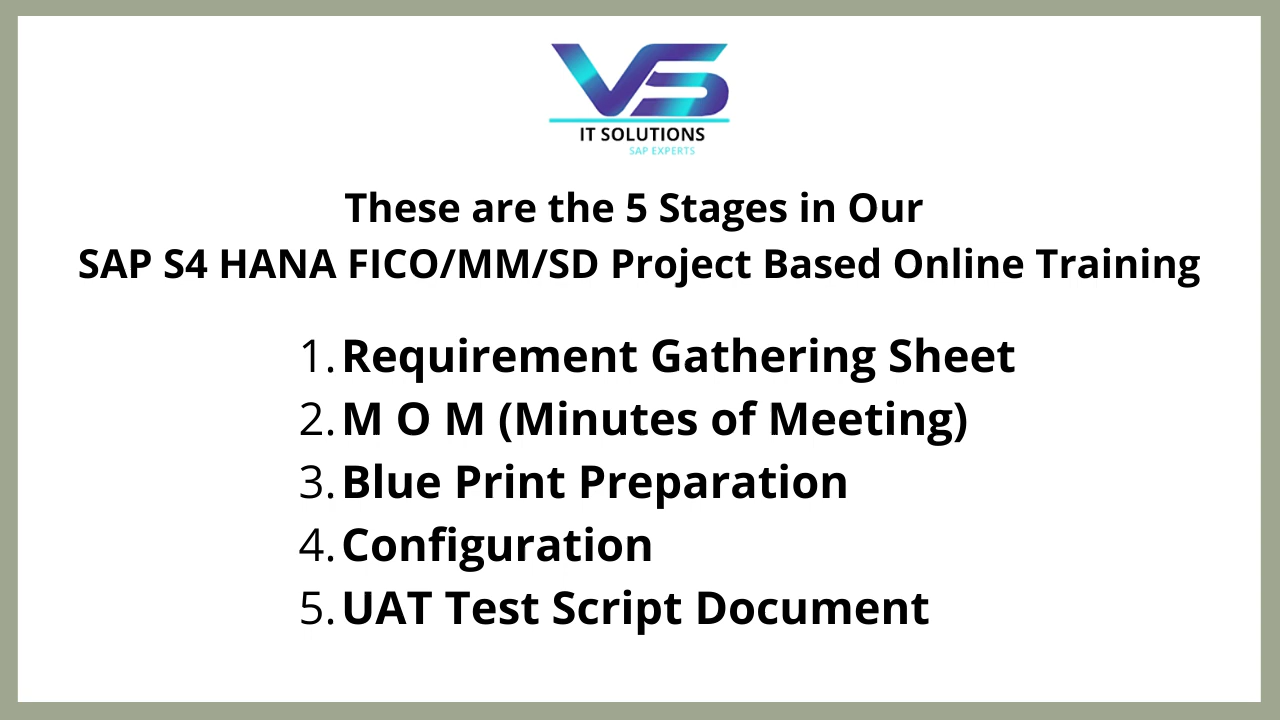 VS
IT SOLUTIONS
SAP EXPERTS
These are the 5 Stages in Our
SAP S4 HANA FICO/MM/SD Project Based Online Training
1. Requirement Gathering Sheet
2. M O M (Minutes of Meeting)
3. Blue Print Preparation
4. Configuration
5. UAT Test Script Document